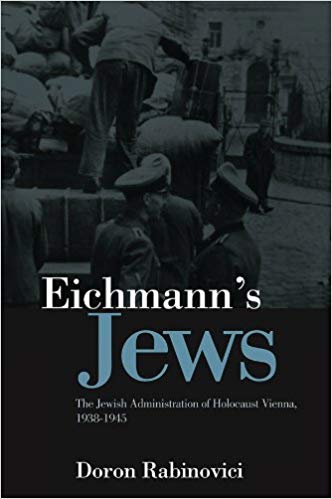 Eichmann's
Jews
The Jewish Administration of Holocaust Vienna,
1938-1945
Doron Rabinovici